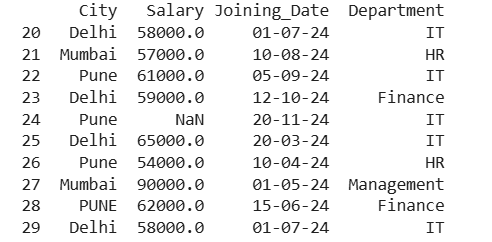 City Salary Joining_Date Department
20 Delhi 58000.0 01-07-24 IT
21 Mumbai 57000.0 10-08-24 HR
22 Pune 61000.0 05-09-24 IT
23 Delhi 59000.0 12-10-24 Finance
24 Pune NaN 20-11-24 IT
25 Delhi 65000.0 20-03-24 IT
26 Pune 54000.0 10-04-24 HR
27 Mumbai 90000.0 01-05-24 Management
28 PUNE 62000.0 15-06-24 Finance
29 Delhi 58000.0 01-07-24 IT